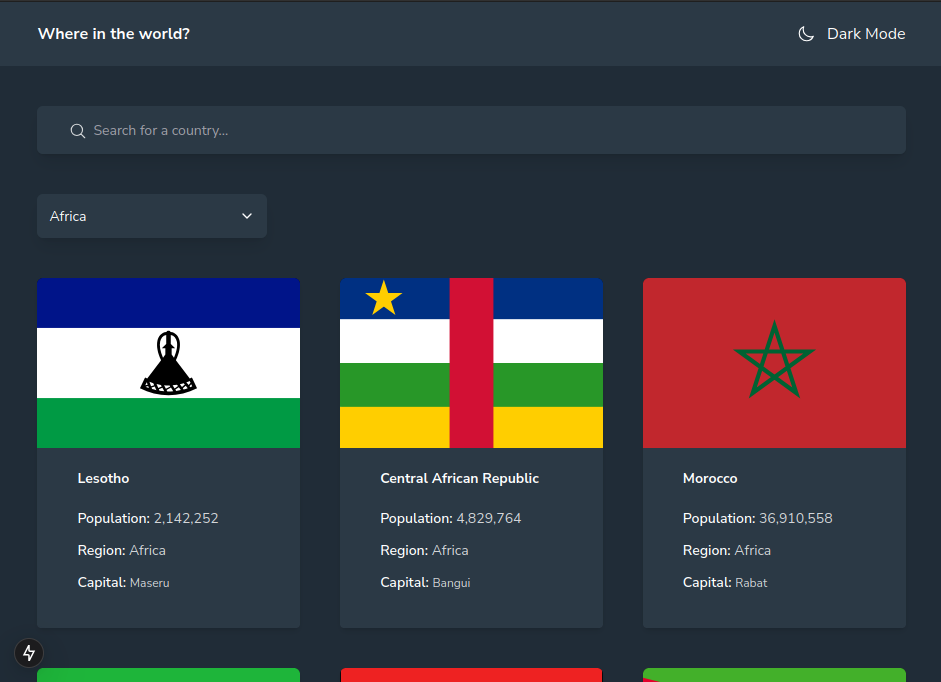 Where in the world?
Dark Mode
Search for a country...
Africa
Lesotho
Population: 2,142,252
Region: Africa
Capital: Maseru
Central African Republic
Population: 4,829,764
Region: Africa
Capital: Bangui
Morocco
Population: 36,910,558
Region: Africa
Capital: Rabat